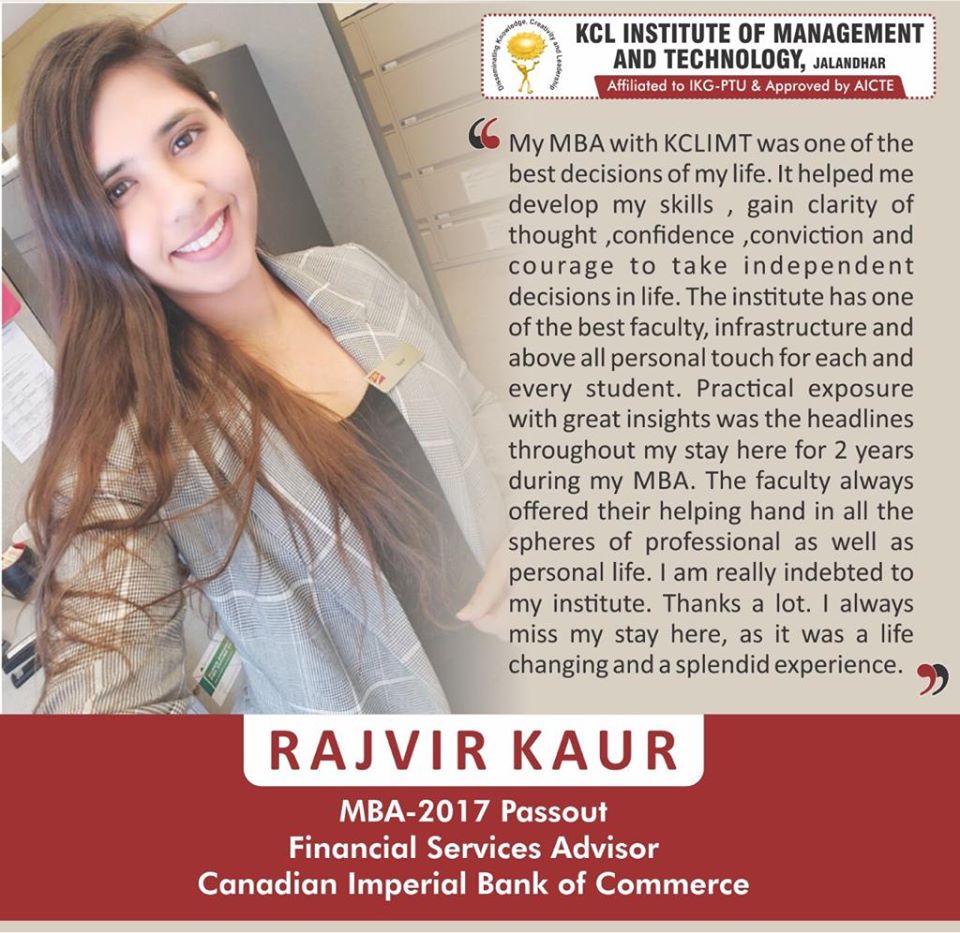 Disseminating Knowledge, Creativity and Leadership
KCL INSTITUTE OF MANAGEMENT
AND TECHNOLOGY, JALANDHAR
Affiliated to IKG-PTU & Approved by AICTE
“ My MBA with KCLIMT was one of the
best decisions of my life. It helped me
develop my skills , gain clarity of
thought ,confidence ,conviction and
courage to take independent
decisions in life. The institute has one
of the best faculty, infrastructure and
above all personal touch for each and
every student. Practical exposure
with great insights was the headlines
throughout my stay here for 2 years
during my MBA. The faculty always
offered their helping hand in all the
spheres of professional as well as
personal life. I am really indebted to
my institute. Thanks a lot. I always
miss my stay here, as it was a life
changing and a splendid experience. ”
RAJVIR KAUR
MBA-2017 Passout
Financial Services Advisor
Canadian Imperial Bank of Commerce